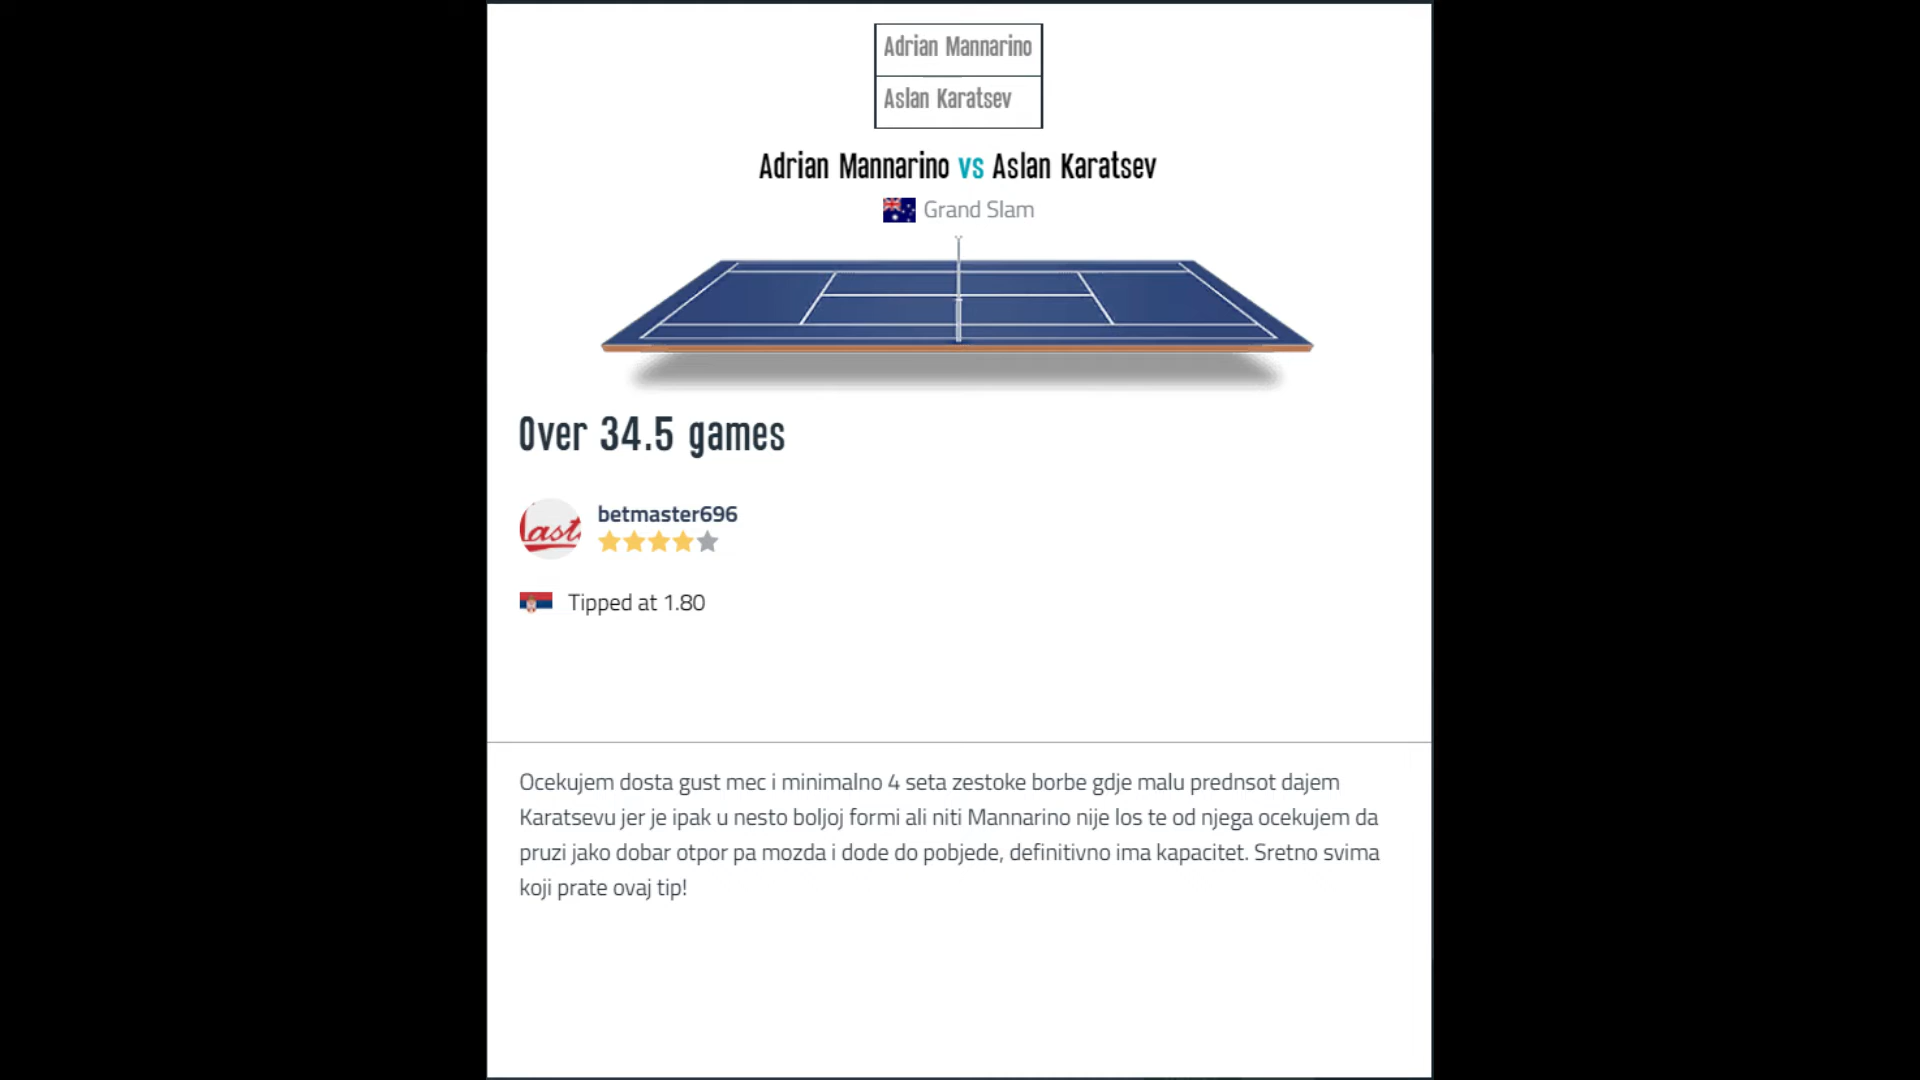 Adrian Mannarino
Aslan Karatsev
Adrian Mannarino vs Aslan Karatsev
Grand Slam
Over 34.5 games
Last
betmaster696
Tipped at 1.80
Ocekujem dosta gust mec i minimalno 4 seta zestoke borbe gdje malu prednsot dajem
Karatsevu jer je ipak u nesto boljoj formi ali niti Mannarino nije los te od njega ocekujem da
pruzi jako dobar otpor pa mozda i dode do pobjede, definitivno ima kapacitet. Sretno svima
koji prate ovaj tip!